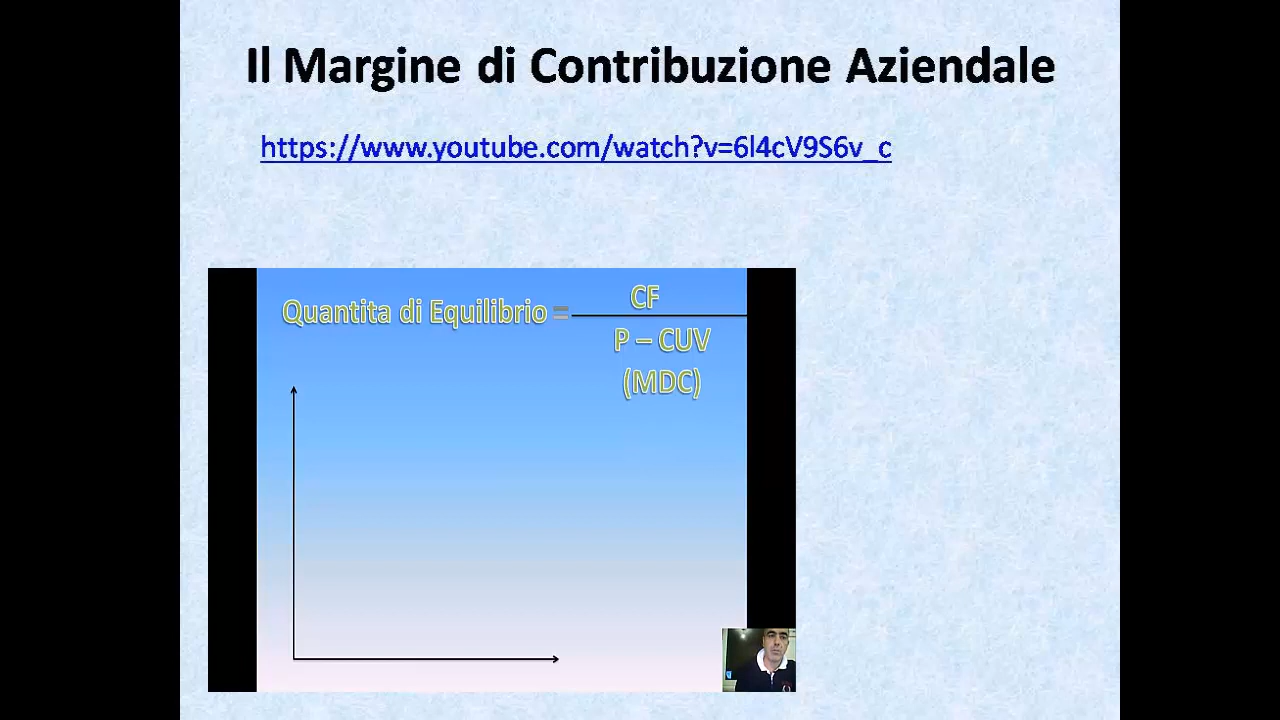 Il Margine di Contribuzione Aziendale
https://www.youtube.com/watch?v=6l4cV9S6v_c
Quantita di Equilibrio =
CF
P – CUV
(MDC)